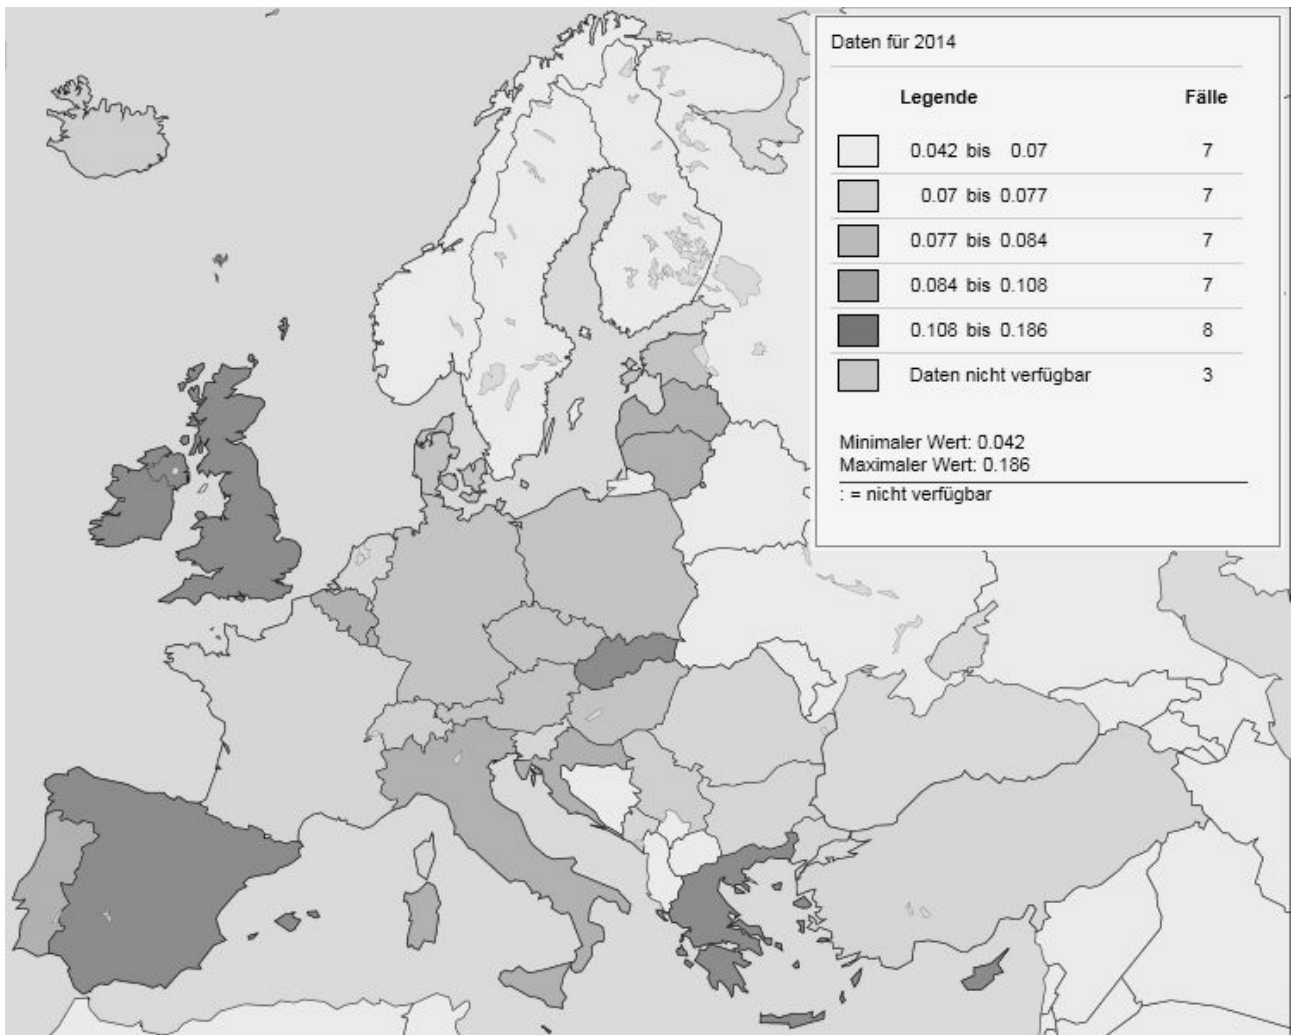 Daten für 2014
Legende Fälle
0.042 bis 0.07 7
0.07 bis 0.077 7
0.077 bis 0.084 7
0.084 bis 0.108 7
0.108 bis 0.186 8
Daten nicht verfügbar 3
Minimaler Wert: 0.042
Maximaler Wert: 0.186
: = nicht verfügbar